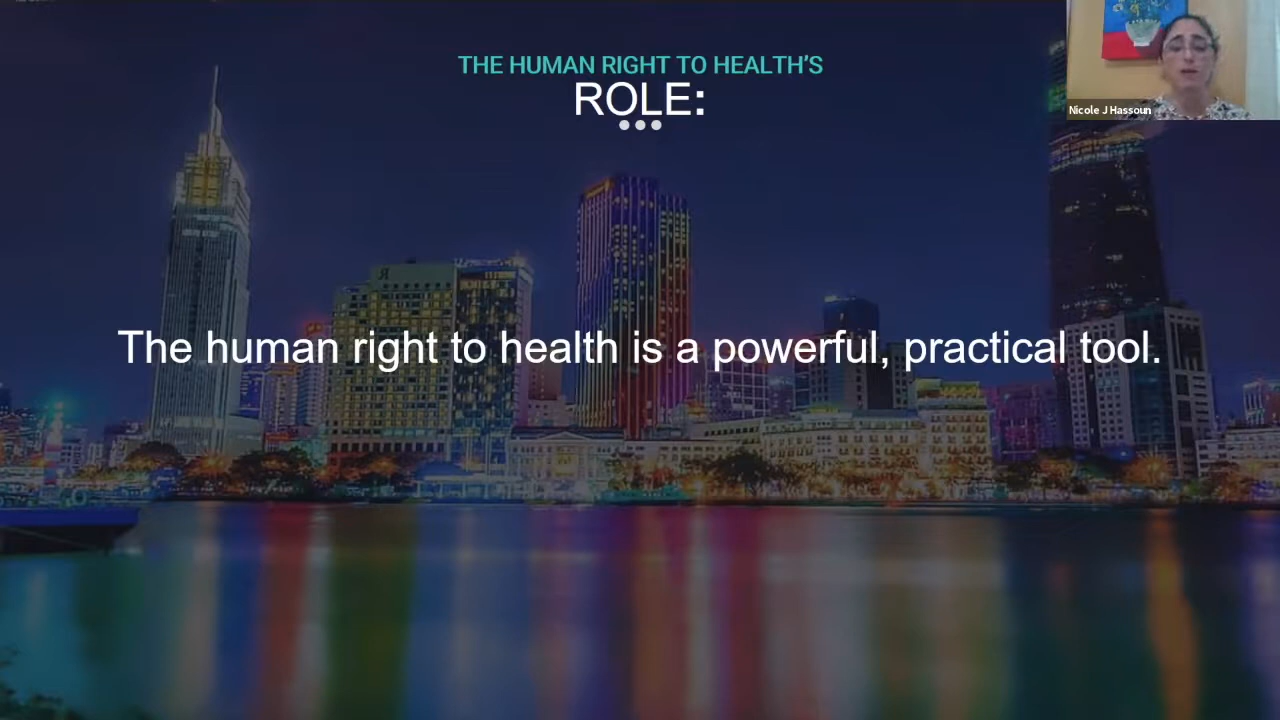 THE HUMAN RIGHT TO HEALTH'S
ROLE:
Nicole J Hassoun
The human right to health is a powerful, practical tool.